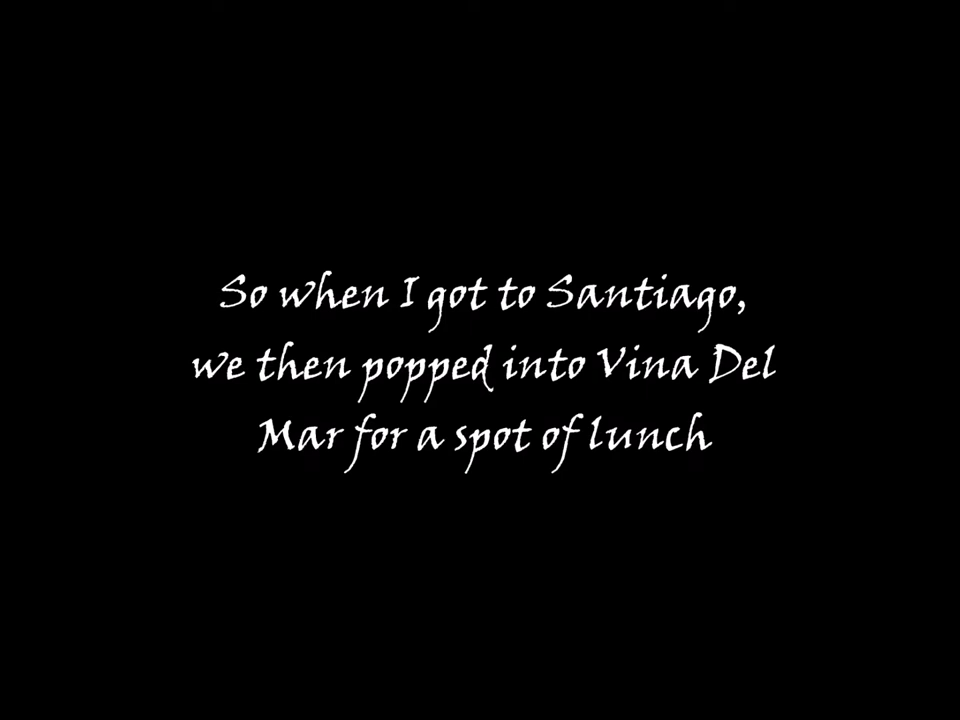 So when I got to Santiago,
we then popped into Vina Del
Mar for a spot of lunch